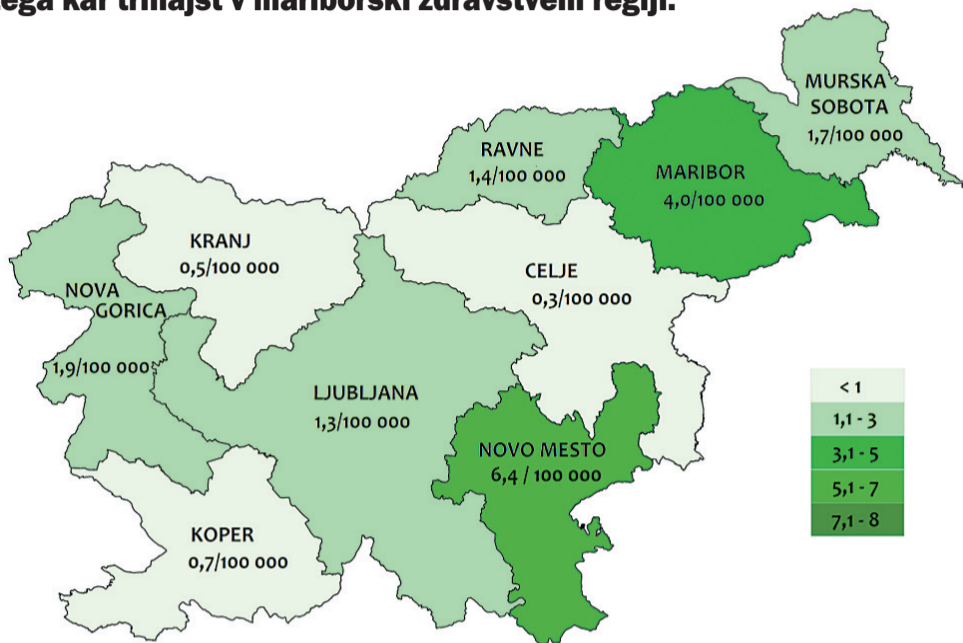 tega kar trinajst v mariborski zdravstveni regiji.
MURSKA
SOBOTA
1,7/100 000
RAVNE
1,4/100 000
MARIBOR
4,0/100 000
KRANJ
0,5/100 000
CELJE
0,3/100 000
NOVA
GORICA
1,9/100 000
LJUBLJANA
1,3/100 000
NOVO MESTO
6,4 / 100 000
KOPER
0,7/100 000
< 1
1,1 - 3
3,1 - 5
5,1 - 7
7,1 - 8